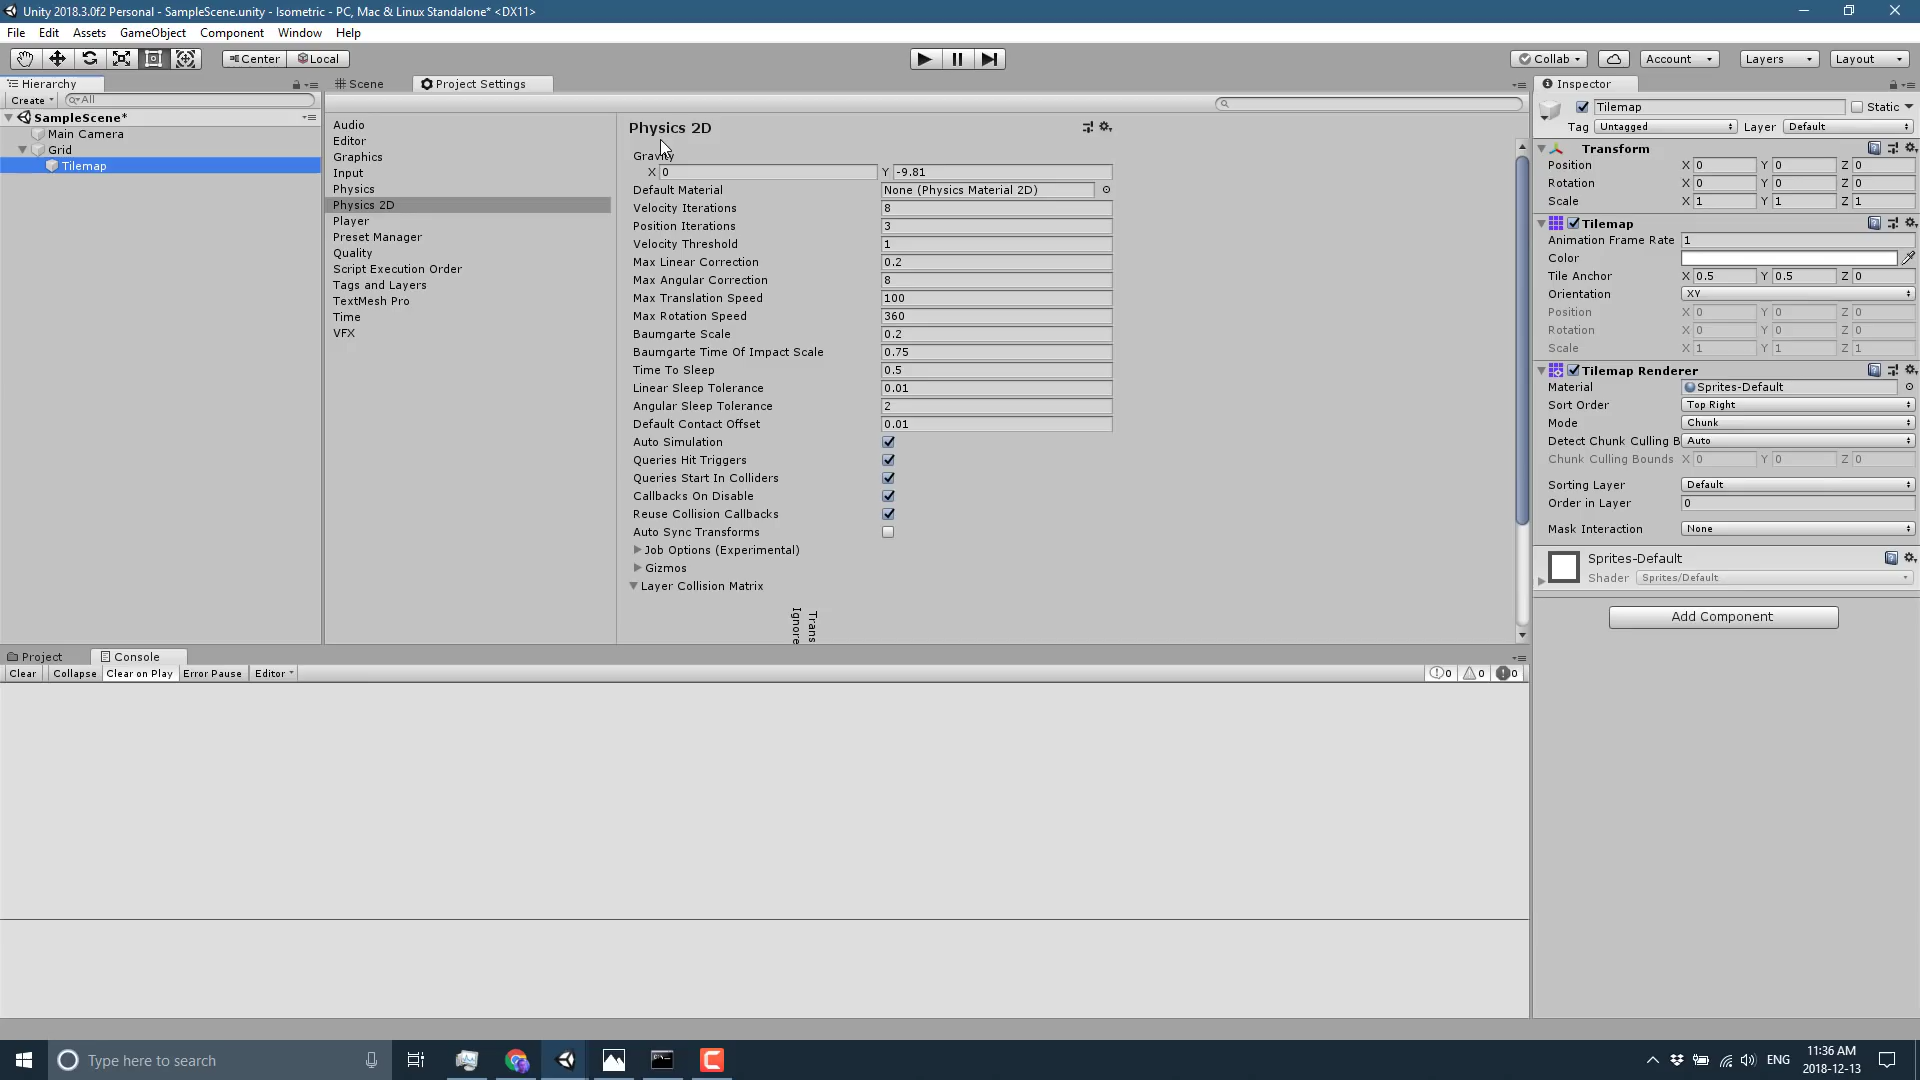 Unity 2018.3.0f2 Personal - SampleScene.unity - Isometric - PC, Mac & Linux Standalone* <DX11>
File Edit Assets GameObject Component Window Help
Center Local Collab Account Layers Layout
Hierarchy
Create All
SampleScene*
Main Camera
Grid
Tilemap
Scene Project Settings
Audio
Editor
Graphics
Input
Physics
Physics 2D
Player
Preset Manager
Quality
Script Execution Order
Tags and Layers
TextMesh Pro
Time
VFX
Physics 2D
Gravity
X 0 Y -9.81
Default Material None (Physics Material 2D)
Velocity Iterations 8
Position Iterations 3
Velocity Threshold 1
Max Linear Correction 0.2
Max Angular Correction 8
Max Translation Speed 100
Max Rotation Speed 360
Baumgarte Scale 0.2
Baumgarte Time Of Impact Scale 0.75
Time To Sleep 0.5
Linear Sleep Tolerance 0.01
Angular Sleep Tolerance 2
Default Contact Offset 0.01
Auto Simulation
Queries Hit Triggers
Queries Start In Colliders
Callbacks On Disable
Reuse Collision Callbacks
Auto Sync Transforms
Job Options (Experimental)
Gizmos
Layer Collision Matrix
Ignore
Trans
Inspector
Tilemap Static
Tag Untagged Layer Default
Transform
Position X 0 Y 0 Z 0
Rotation X 0 Y 0 Z 0
Scale X 1 Y 1 Z 1
Tilemap
Animation Frame Rate 1
Color
Tile Anchor X 0.5 Y 0.5 Z 0
Orientation XY
Position X 0 Y 0 Z 0
Rotation X 0 Y 0 Z 0
Scale X 1 Y 1 Z 1
Tilemap Renderer
Material Sprites-Default
Sort Order Top Right
Mode Chunk
Detect Chunk Culling B Auto
Chunk Culling Bounds X 0 Y 0 Z 0
Sorting Layer Default
Order in Layer 0
Mask Interaction None
Sprites-Default
Shader Sprites/Default
Add Component
Project Console
Clear Collapse Clear on Play Error Pause Editor 0 0 0
Type here to search
ENG
11:36 AM
2018-12-13